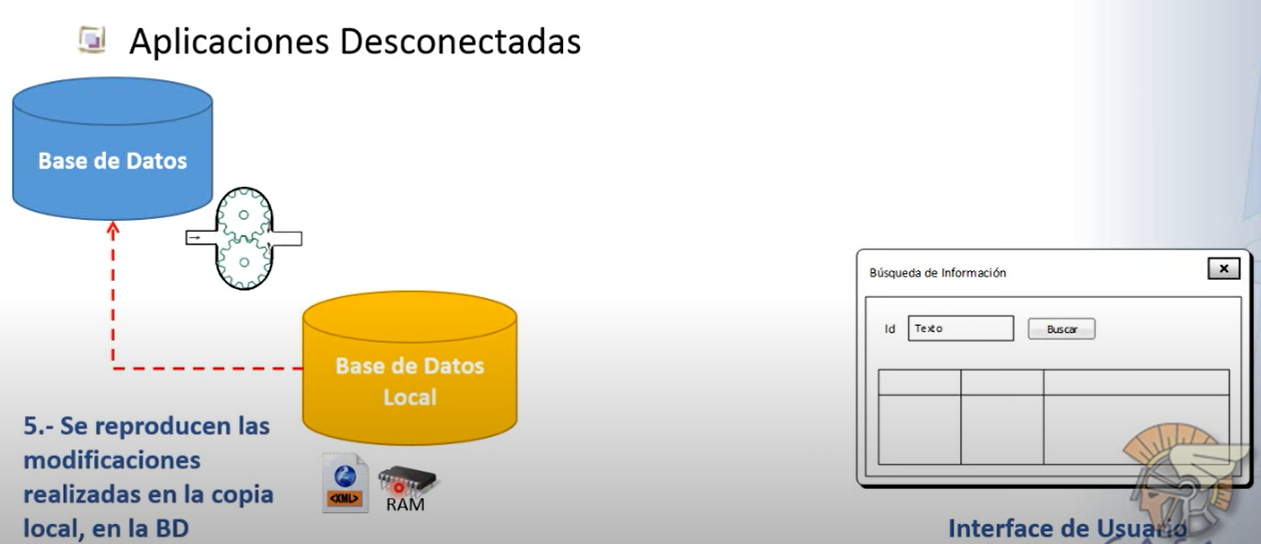 Aplicaciones Desconectadas
Base de Datos
Búsqueda de Información
x
Id
Texto
Buscar
Base de Datos
Local
5.- Se reproducen las
modificaciones
realizadas en la copia
local, en la BD
<XML>
RAM
Interface de Usuario